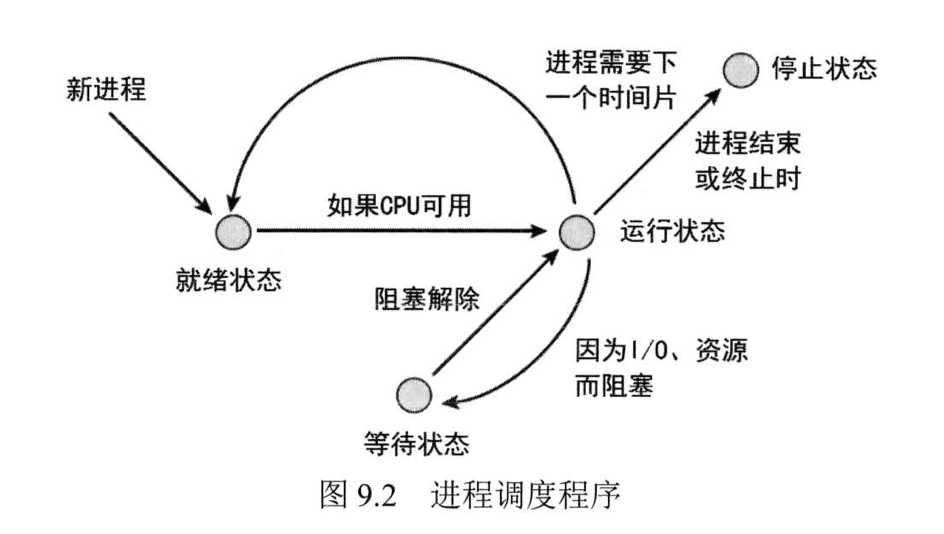 进程需要下
一个时间片
停止状态
新进程
进程结束
或终止时
如果CPU可用
运行状态
就绪状态
阻塞解除
因为I/O、资源
而阻塞
等待状态
图 9.2 进程调度程序